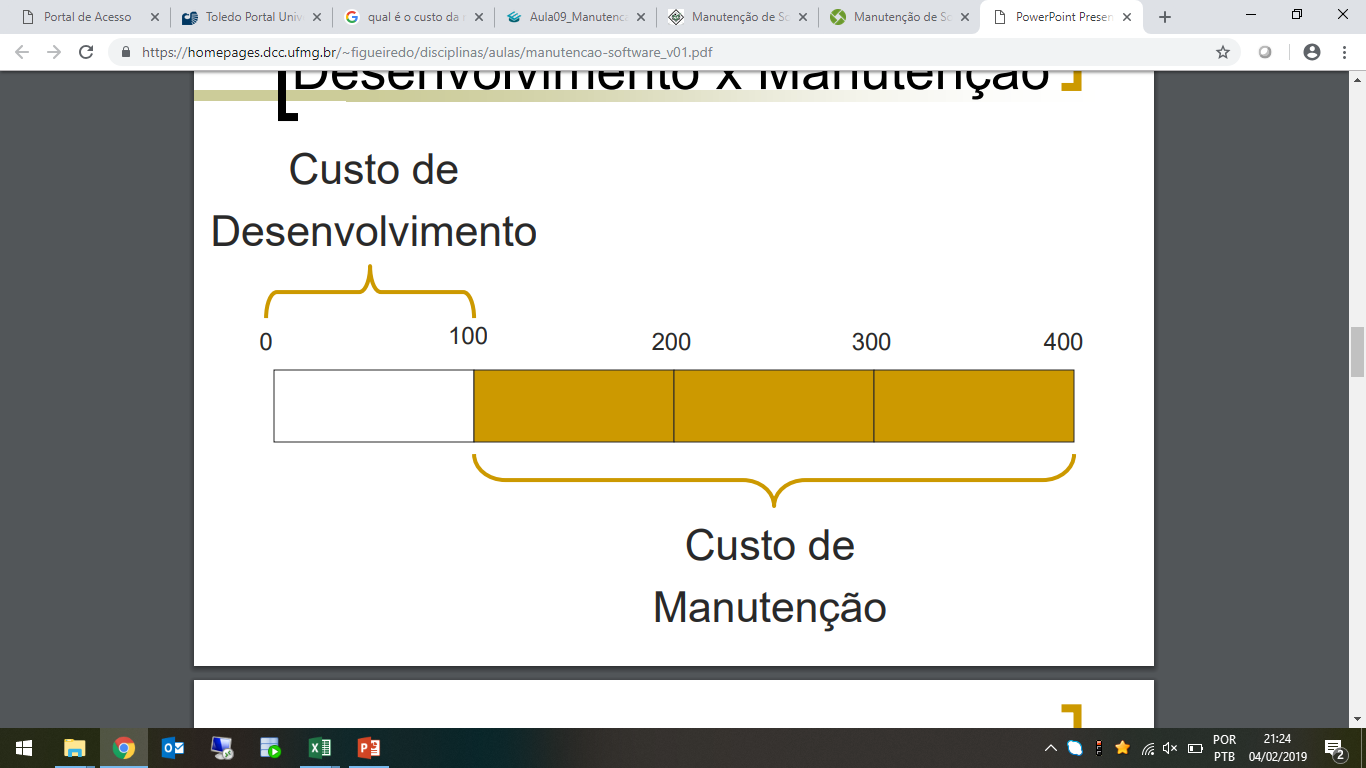 Portal de Acesso
Toledo Portal Univ
qual é o custo da
Aula09_Manutenc
Manutenção de So
Manutenção de So
PowerPoint Presen
https://homepages.dcc.ufmg.br/~figueiredo/disciplinas/aulas/manutencao-software_v01.pdf
Desenvolvimento x Manutenção
Custo de
Desenvolvimento
0 100 200 300 400
Custo de
Manutenção
POR 21:24
PTB 04/02/2019 2